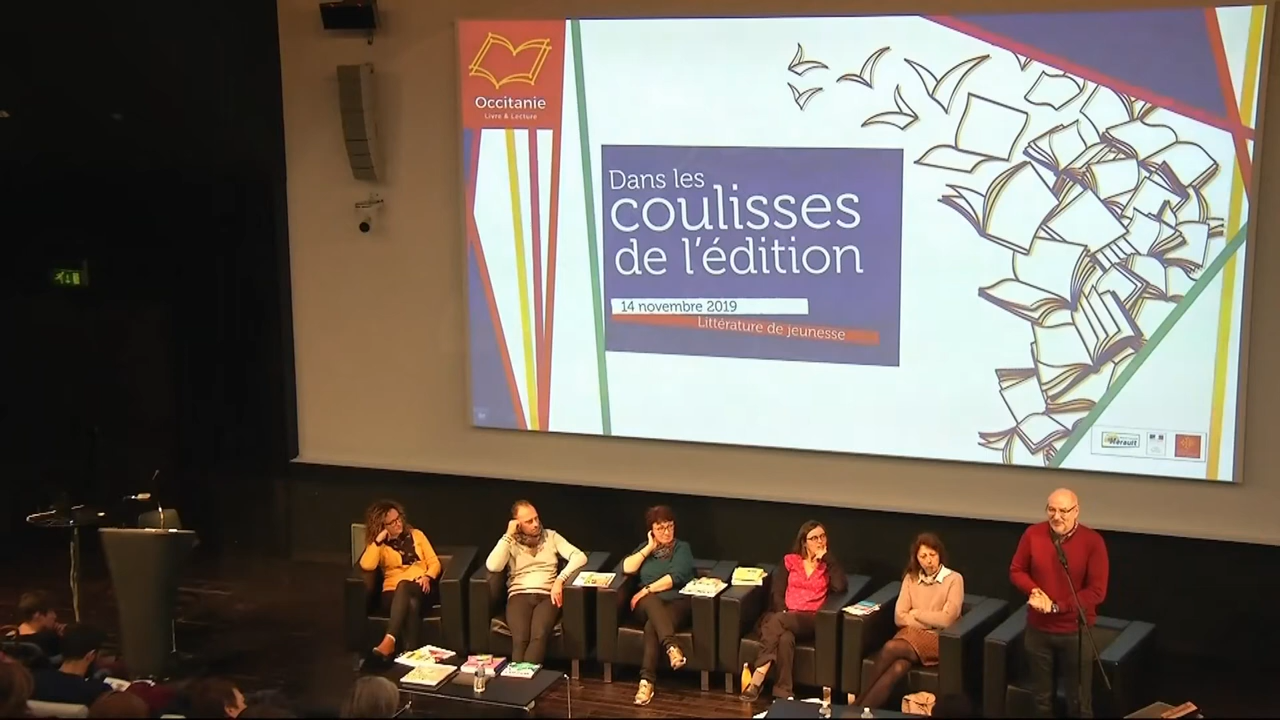 Occitanie
Livre & Lecture
Dans les
coulisses
de l'édition
14 novembre 2019
Littérature de jeunesse
Hérault